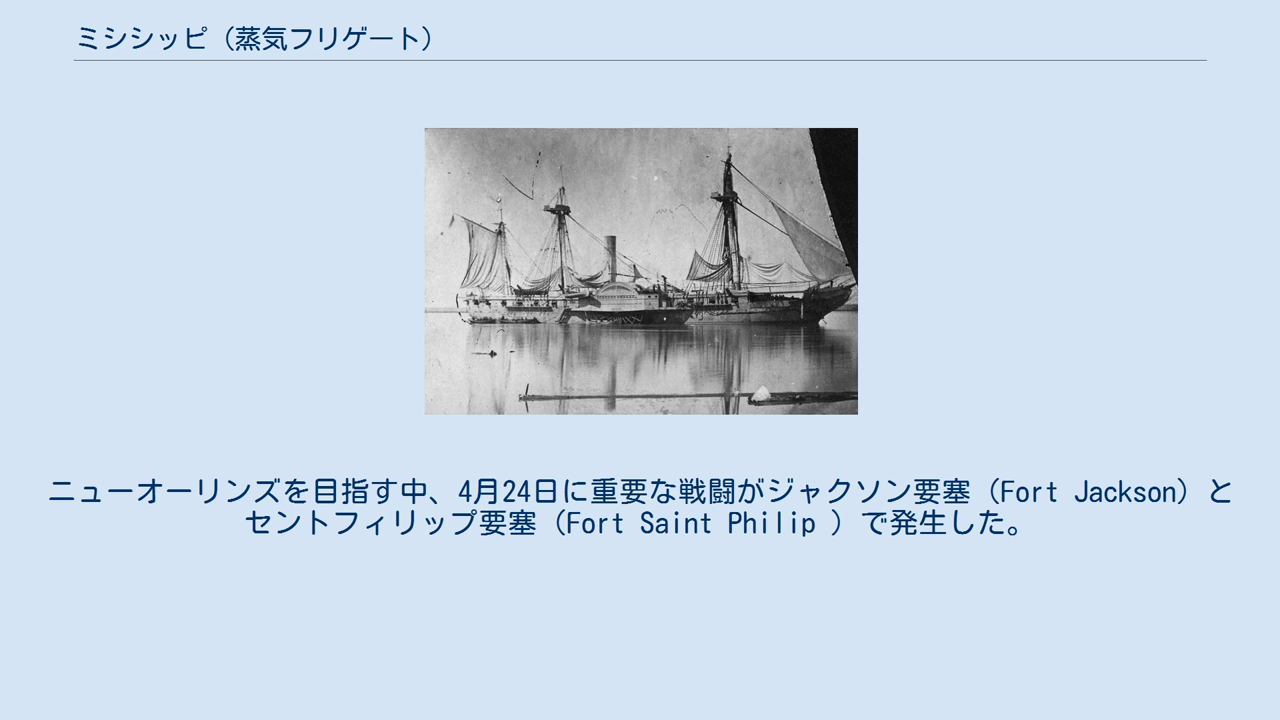 ミシシッピ（蒸気フリゲート）
ニューオーリンズを目指す中、4月24日に重要な戦闘がジャクソン要塞（Fort Jackson）と
セントフィリップ要塞（Fort Saint Philip ）で発生した。